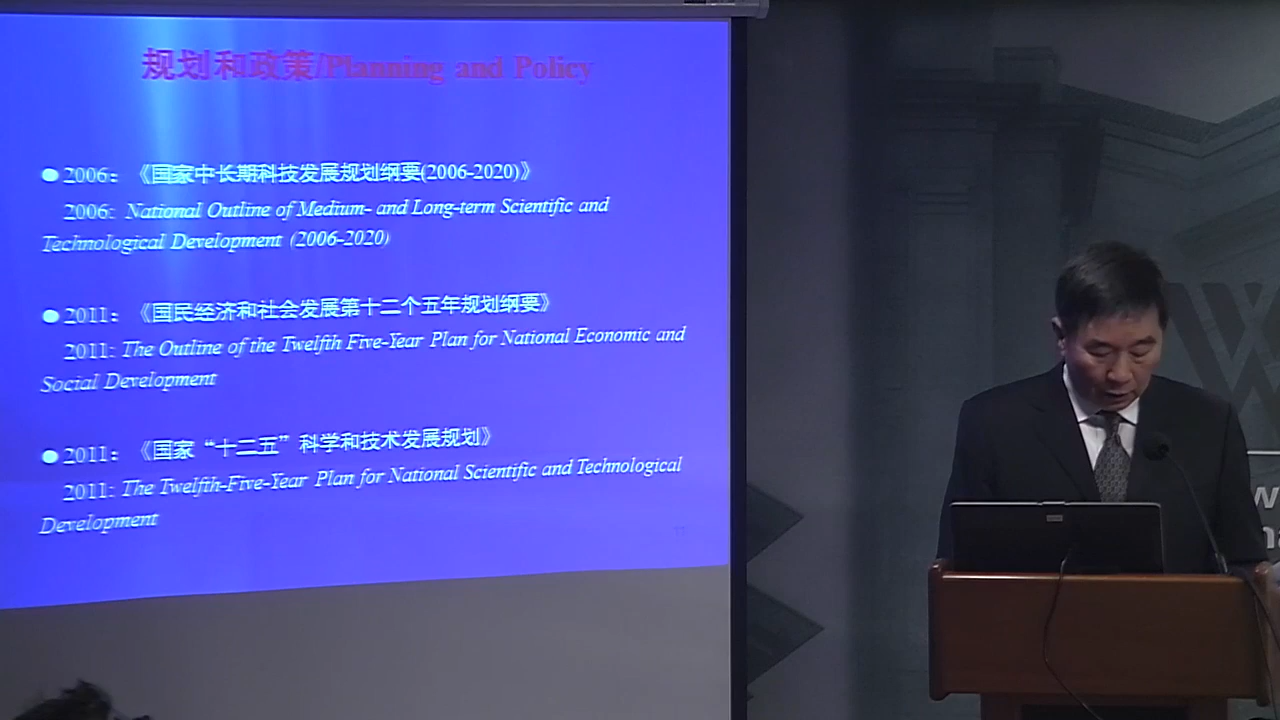 规划和政策/Planning and Policy
2006：《国家中长期科技发展规划纲要(2006-2020)》
2006: National Outline of Medium- and Long-term Scientific and
Technological Development (2006-2020)
2011：《国民经济和社会发展第十二个五年规划纲要》
2011: The Outline of the Twelfth Five-Year Plan for National Economic and
Social Development
2011：《国家“十二五”科学和技术发展规划》
2011: The Twelfth-Five-Year Plan for National Scientific and Technological
Development
W